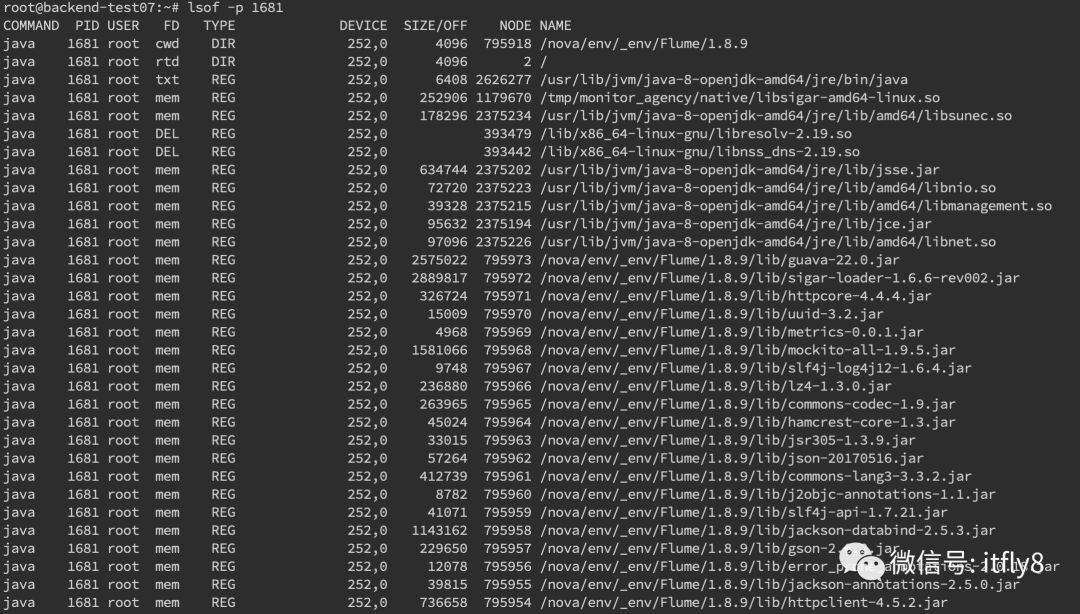 root@backend-test07:~# lsof -p 1681
COMMAND PID USER FD TYPE DEVICE SIZE/OFF NODE NAME
java 1681 root cwd DIR 252,0 4096 795918 /nova/env/_env/Flume/1.8.9
java 1681 root rtd DIR 252,0 4096 2 /
java 1681 root txt REG 252,0 6408 2626277 /usr/lib/jvm/java-8-openjdk-amd64/jre/bin/java
java 1681 root mem REG 252,0 252906 1179670 /tmp/monitor_agency/native/libsigar-amd64-linux.so
java 1681 root mem REG 252,0 178296 2375234 /usr/lib/jvm/java-8-openjdk-amd64/jre/lib/amd64/libsunec.so
java 1681 root DEL REG 252,0 393479 /lib/x86_64-linux-gnu/libresolv-2.19.so
java 1681 root DEL REG 252,0 393442 /lib/x86_64-linux-gnu/libnss_dns-2.19.so
java 1681 root mem REG 252,0 634744 2375202 /usr/lib/jvm/java-8-openjdk-amd64/jre/lib/jsse.jar
java 1681 root mem REG 252,0 72720 2375223 /usr/lib/jvm/java-8-openjdk-amd64/jre/lib/amd64/libnio.so
java 1681 root mem REG 252,0 39328 2375215 /usr/lib/jvm/java-8-openjdk-amd64/jre/lib/amd64/libmanagement.so
java 1681 root mem REG 252,0 95632 2375194 /usr/lib/jvm/java-8-openjdk-amd64/jre/lib/jce.jar
java 1681 root mem REG 252,0 97096 2375226 /usr/lib/jvm/java-8-openjdk-amd64/jre/lib/amd64/libnet.so
java 1681 root mem REG 252,0 2575022 795973 /nova/env/_env/Flume/1.8.9/lib/guava-22.0.jar
java 1681 root mem REG 252,0 2889817 795972 /nova/env/_env/Flume/1.8.9/lib/sigar-loader-1.6.6-rev002.jar
java 1681 root mem REG 252,0 326724 795971 /nova/env/_env/Flume/1.8.9/lib/httpcore-4.4.4.jar
java 1681 root mem REG 252,0 15009 795970 /nova/env/_env/Flume/1.8.9/lib/uuid-3.2.jar
java 1681 root mem REG 252,0 4968 795969 /nova/env/_env/Flume/1.8.9/lib/metrics-0.0.1.jar
java 1681 root mem REG 252,0 1581066 795968 /nova/env/_env/Flume/1.8.9/lib/mockito-all-1.9.5.jar
java 1681 root mem REG 252,0 9748 795967 /nova/env/_env/Flume/1.8.9/lib/slf4j-log4j12-1.6.4.jar
java 1681 root mem REG 252,0 236880 795966 /nova/env/_env/Flume/1.8.9/lib/lz4-1.3.0.jar
java 1681 root mem REG 252,0 263965 795965 /nova/env/_env/Flume/1.8.9/lib/commons-codec-1.9.jar
java 1681 root mem REG 252,0 45024 795964 /nova/env/_env/Flume/1.8.9/lib/hamcrest-core-1.3.jar
java 1681 root mem REG 252,0 33015 795963 /nova/env/_env/Flume/1.8.9/lib/jsr305-1.3.9.jar
java 1681 root mem REG 252,0 57264 795962 /nova/env/_env/Flume/1.8.9/lib/json-20170516.jar
java 1681 root mem REG 252,0 412739 795961 /nova/env/_env/Flume/1.8.9/lib/commons-lang3-3.3.2.jar
java 1681 root mem REG 252,0 8782 795960 /nova/env/_env/Flume/1.8.9/lib/j2objc-annotations-1.1.jar
java 1681 root mem REG 252,0 41071 795959 /nova/env/_env/Flume/1.8.9/lib/slf4j-api-1.7.21.jar
java 1681 root mem REG 252,0 1143162 795958 /nova/env/_env/Flume/1.8.9/lib/jackson-databind-2.5.3.jar
java 1681 root mem REG 252,0 229650 795957
java 1681 root mem REG 252,0 12078 795956
微信号: itfly8
java 1681 root mem REG 252,0 39815 795955 /nova/env/_env/Flume/1.8.9/lib/jackson-annotations-2.5.0.jar
java 1681 root mem REG 252,0 736658 795954 /nova/env/_env/Flume/1.8.9/lib/httpclient-4.5.2.jar